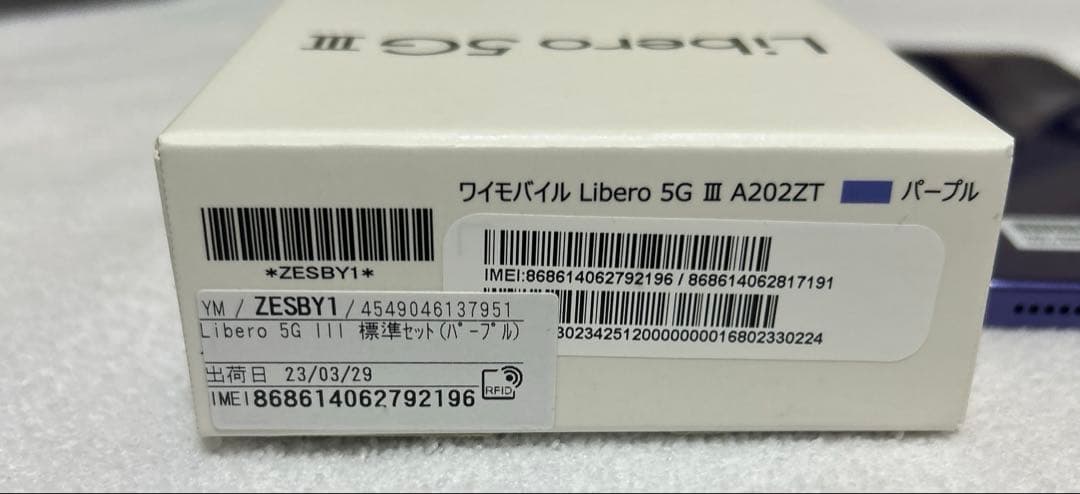 Libero 5G III
ワイモバイル Libero 5G Ⅲ A202ZT パープル
*ZESBY1*
IMEI:868614062792196 / 868614062817191
30234251200000000016802330224
YM / ZESBY1 / 4549046137951
Libero 5G III 標準セット(パープル)
出荷日 23/03/29
RFID
IMEI868614062792196